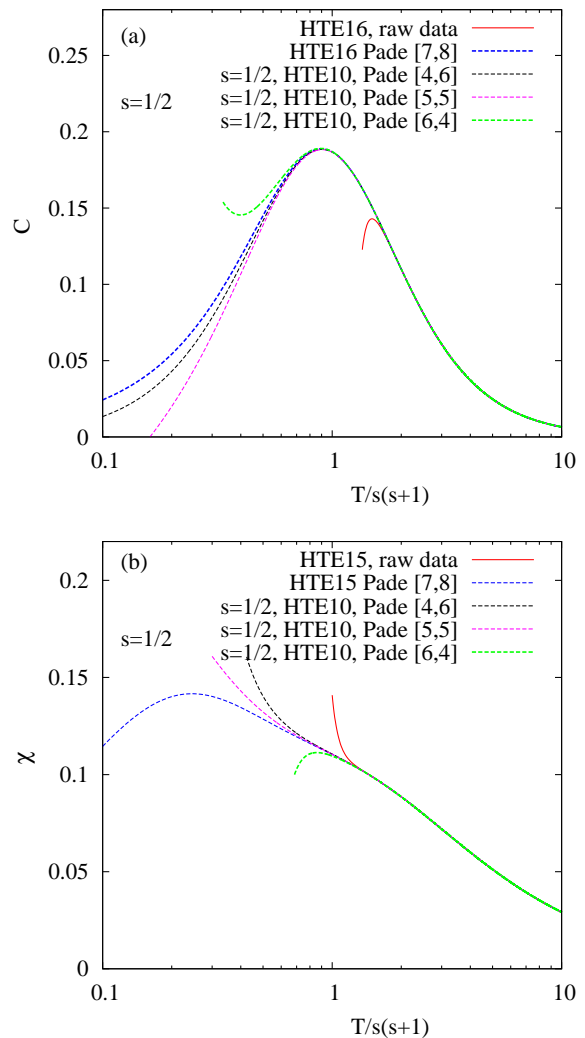 (a)
HTE16, raw data
HTE16 Pade [7,8]
s=1/2, HTE10, Pade [4,6]
s=1/2, HTE10, Pade [5,5]
s=1/2, HTE10, Pade [6,4]
s=1/2
0.25
0.2
0.15
0.1
0.05
0
C
0.1
1
10
T/s(s+1)
(b)
HTE15, raw data
HTE15 Pade [7,8]
s=1/2, HTE10, Pade [4,6]
s=1/2, HTE10, Pade [5,5]
s=1/2, HTE10, Pade [6,4]
s=1/2
0.2
0.15
0.1
0.05
0
χ
0.1
1
10
T/s(s+1)